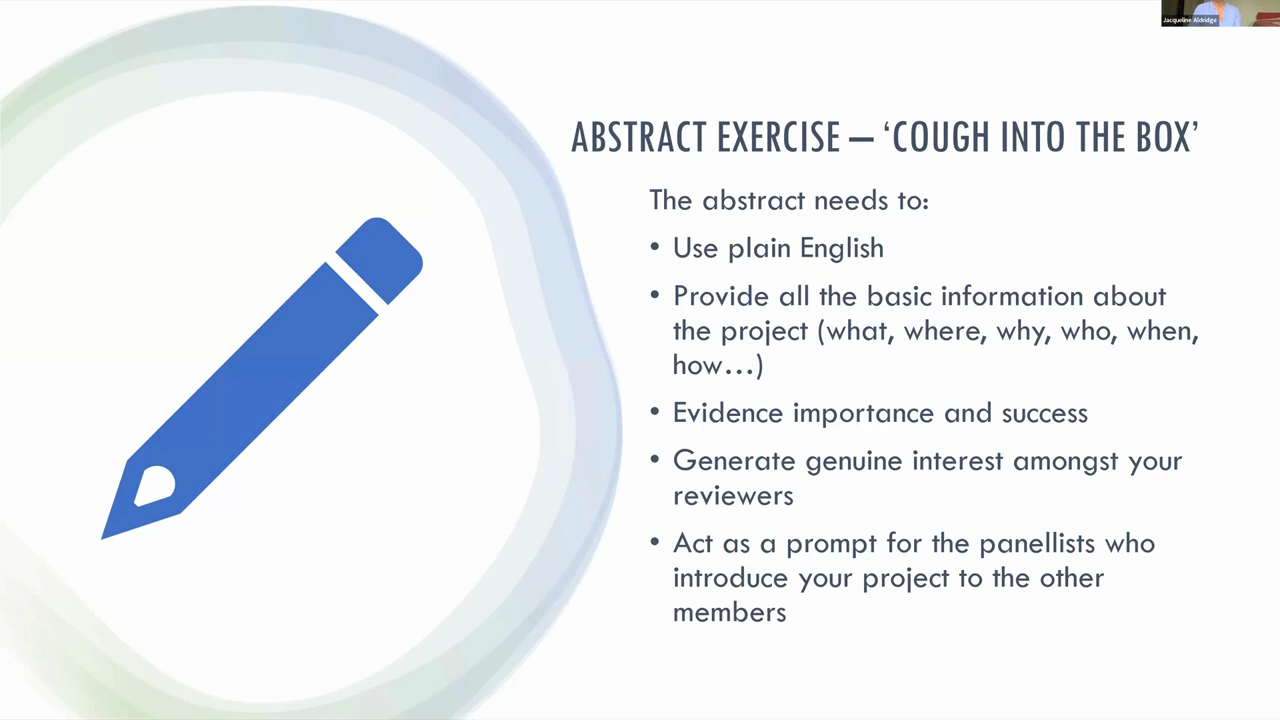 Jacqueline Aldridge
ABSTRACT EXERCISE – ‘COUGH INTO THE BOX’
The abstract needs to:
• Use plain English
• Provide all the basic information about
the project (what, where, why, who, when,
how…)
• Evidence importance and success
• Generate genuine interest amongst your
reviewers
• Act as a prompt for the panellists who
introduce your project to the other
members